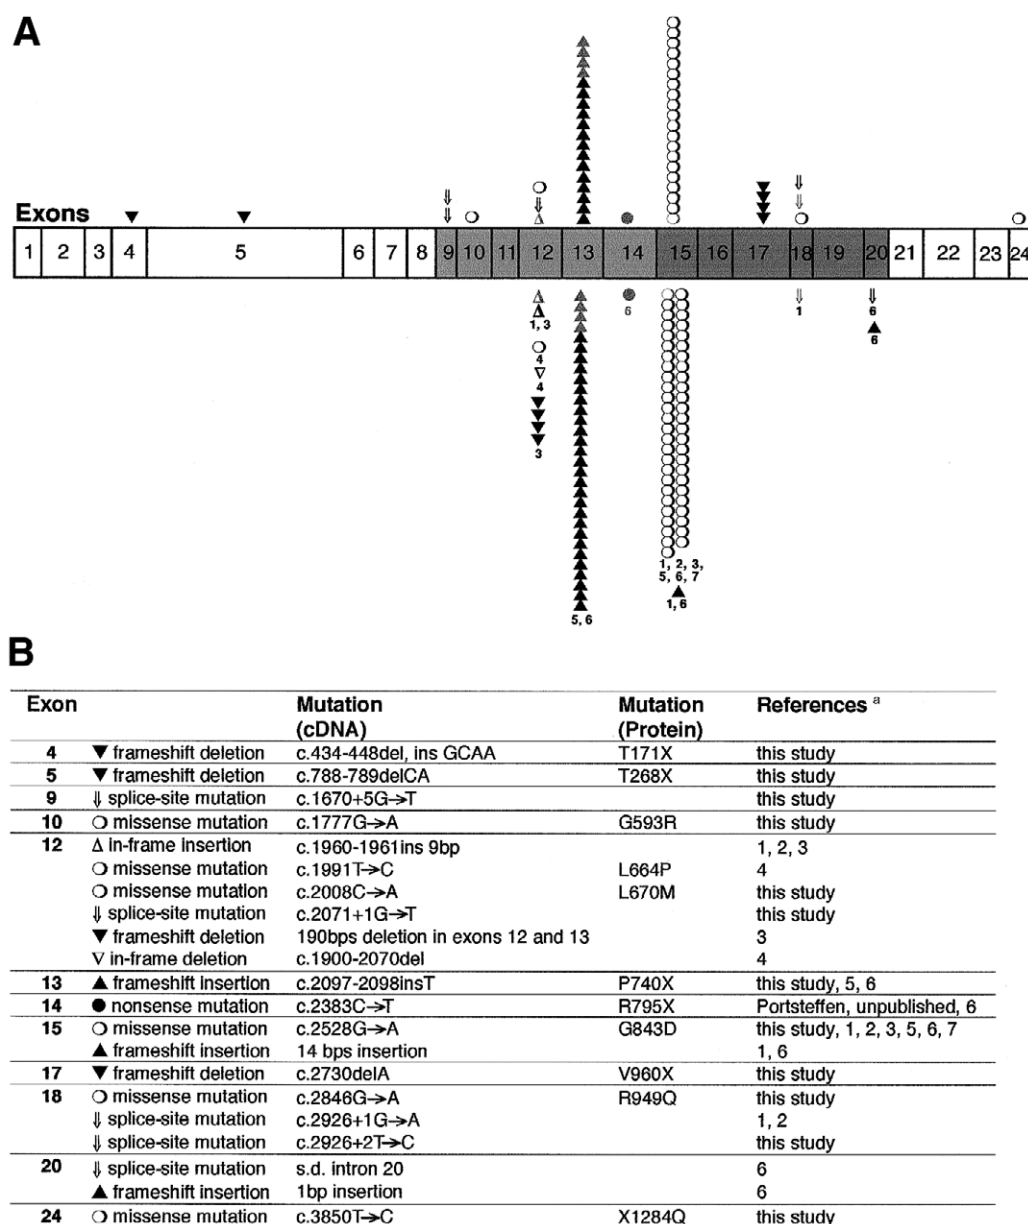 A
Exons
1 2 3 4 5 6 7 8 9 10 11 12 13 14 15 16 17 18 19 20 21 22 23 24
1, 3 6 1 6
6
4
4
3
1, 2, 3,
5, 6, 7
1, 6
5, 6
B
Exon Mutation (cDNA) Mutation (Protein) References a
4 ▼ frameshift deletion c.434-448del, ins GCAA T171X this study
5 ▼ frameshift deletion c.788-789delCA T268X this study
9 ⇓ splice-site mutation c.1670+5G→T this study
10 ❍ missense mutation c.1777G→A G593R this study
12 Δ in-frame insertion c.1960-1961ins 9bp 1, 2, 3
❍ missense mutation c.1991T→C L664P 4
❍ missense mutation c.2008C→A L670M this study
⇓ splice-site mutation c.2071+1G→T this study
▼ frameshift deletion 190bps deletion in exons 12 and 13 3
∇ in-frame deletion c.1900-2070del 4
13 ▲ frameshift insertion c.2097-2098insT P740X this study, 5, 6
14 ● nonsense mutation c.2383C→T R795X Portsteffen, unpublished, 6
15 ❍ missense mutation c.2528G→A G843D this study, 1, 2, 3, 5, 6, 7
▲ frameshift insertion 14 bps insertion 1, 6
17 ▼ frameshift deletion c.2730delA V960X this study
18 ❍ missense mutation c.2846G→A R949Q this study
⇓ splice-site mutation c.2926+1G→A 1, 2
⇓ splice-site mutation c.2926+2T→C this study
20 ⇓ splice-site mutation s.d. intron 20 6
▲ frameshift insertion 1bp insertion 6
24 ❍ missense mutation c.3850T→C X1284Q this study